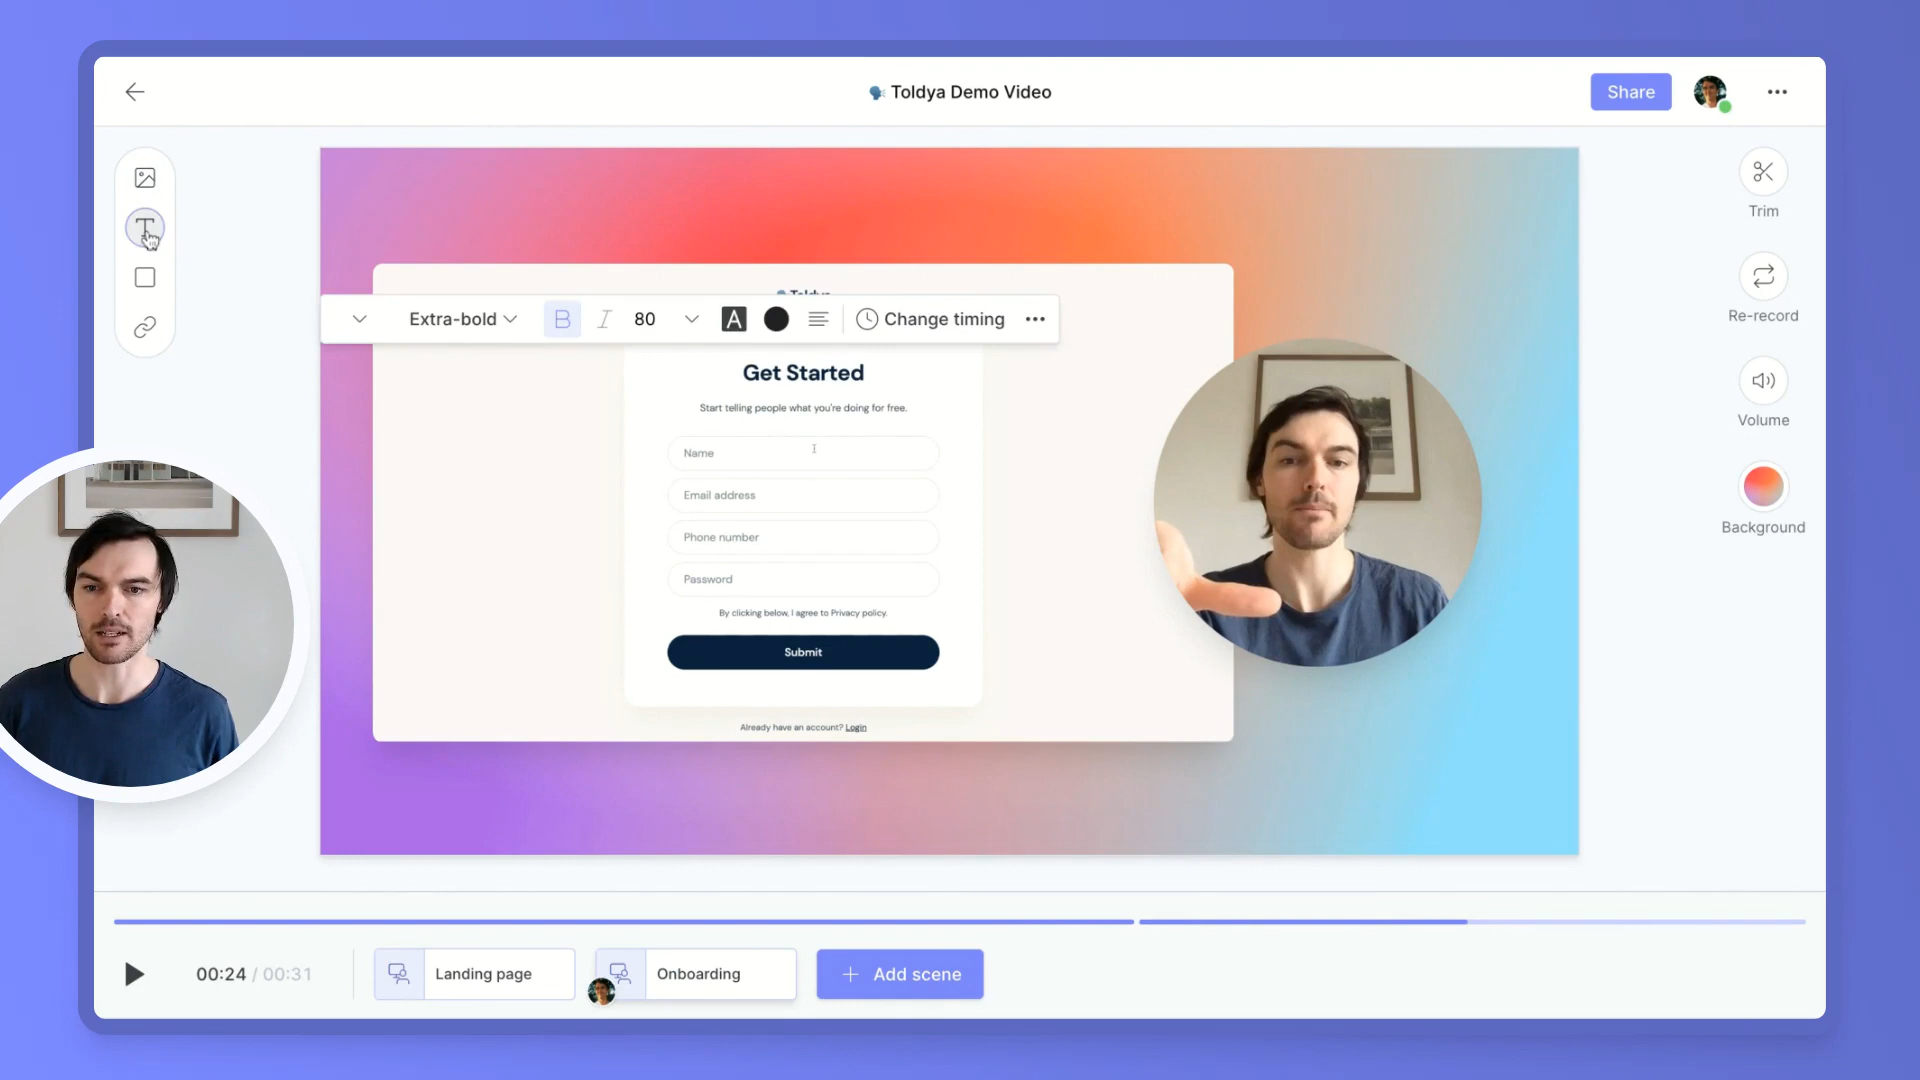 Toldya Demo Video
Share
Trim
Toldya
Extra-bold B I 80 A Change timing
Re-record
Get Started
Start telling people what you're doing for free.
Volume
Name
Email address
Background
Phone number
Password
By clicking below, I agree to Privacy policy.
Submit
Already have an account? Login
00:24 / 00:31
Landing page
Onboarding
Add scene